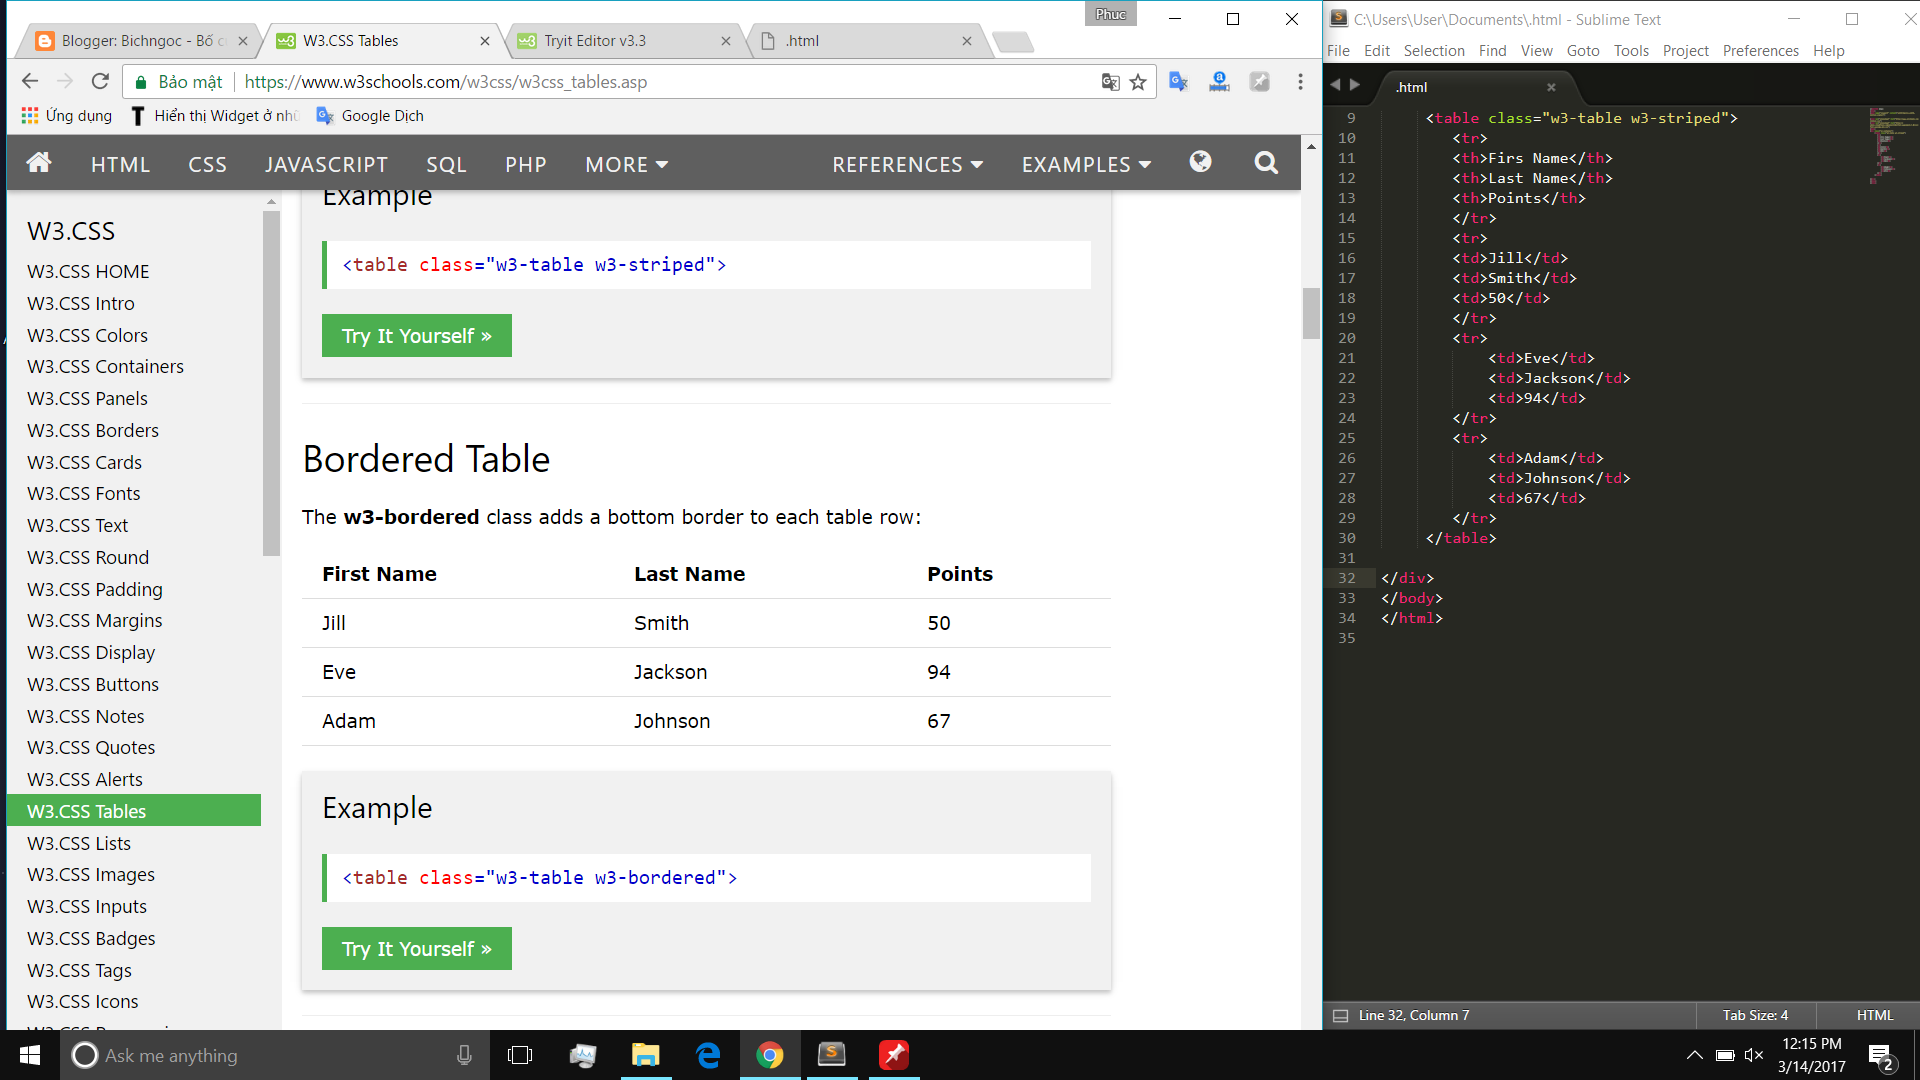 Phuc
Blogger: Bichngoc - Bố c
W3.CSS Tables
Tryit Editor v3.3
.html
Bảo mật
https://www.w3schools.com/w3css/w3css_tables.asp
Ứng dụng
Hiển thị Widget ở nhữ
Google Dịch
HTML
CSS
JAVASCRIPT
SQL
PHP
MORE
REFERENCES
EXAMPLES
W3.CSS
W3.CSS HOME
W3.CSS Intro
W3.CSS Colors
W3.CSS Containers
W3.CSS Panels
W3.CSS Borders
W3.CSS Cards
W3.CSS Fonts
W3.CSS Text
W3.CSS Round
W3.CSS Padding
W3.CSS Margins
W3.CSS Display
W3.CSS Buttons
W3.CSS Notes
W3.CSS Quotes
W3.CSS Alerts
W3.CSS Tables
W3.CSS Lists
W3.CSS Images
W3.CSS Inputs
W3.CSS Badges
W3.CSS Tags
W3.CSS Icons
Example
<table class="w3-table w3-striped">
Try It Yourself »
Bordered Table
The w3-bordered class adds a bottom border to each table row:
First Name Last Name Points
Jill Smith 50
Eve Jackson 94
Adam Johnson 67
Example
<table class="w3-table w3-bordered">
Try It Yourself »
C:\Users\User\Documents\.html - Sublime Text
File Edit Selection Find View Goto Tools Project Preferences Help
.html
9 <table class="w3-table w3-striped">
10 <tr>
11 <th>Firs Name</th>
12 <th>Last Name</th>
13 <th>Points</th>
14 </tr>
15 <tr>
16 <td>Jill</td>
17 <td>Smith</td>
18 <td>50</td>
19 </tr>
20 <tr>
21 <td>Eve</td>
22 <td>Jackson</td>
23 <td>94</td>
24 </tr>
25 <tr>
26 <td>Adam</td>
27 <td>Johnson</td>
28 <td>67</td>
29 </tr>
30 </table>
31
32 </div>
33 </body>
34 </html>
35
Line 32, Column 7
Tab Size: 4
HTML
Ask me anything
12:15 PM
3/14/2017
2